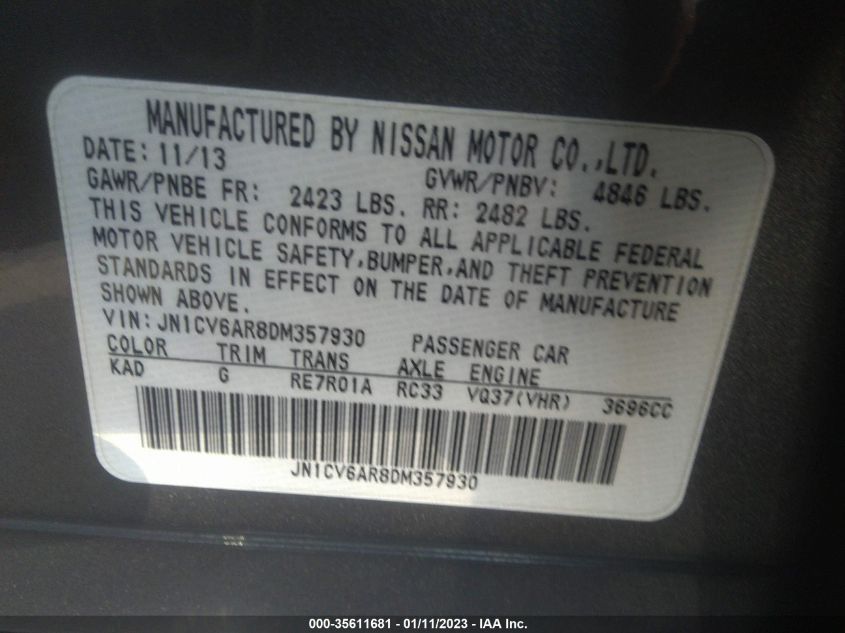 MANUFACTURED BY NISSAN MOTOR CO.,LTD.
DATE: 11/13 GVWR/PNBV: 4846 LBS.
GAWR/PNBE FR: 2423 LBS. RR: 2482 LBS.
THIS VEHICLE CONFORMS TO ALL APPLICABLE FEDERAL
MOTOR VEHICLE SAFETY,BUMPER,AND THEFT PREVENTION
STANDARDS IN EFFECT ON THE DATE OF MANUFACTURE
SHOWN ABOVE.
VIN:JN1CV6AR8DM357930 PASSENGER CAR
COLOR TRIM TRANS AXLE ENGINE
KAD G RE7R01A RC33 VQ37(VHR) 3696CC
JN1CV6AR8DM357930
000-35611681 - 01/11/2023 - IAA Inc.